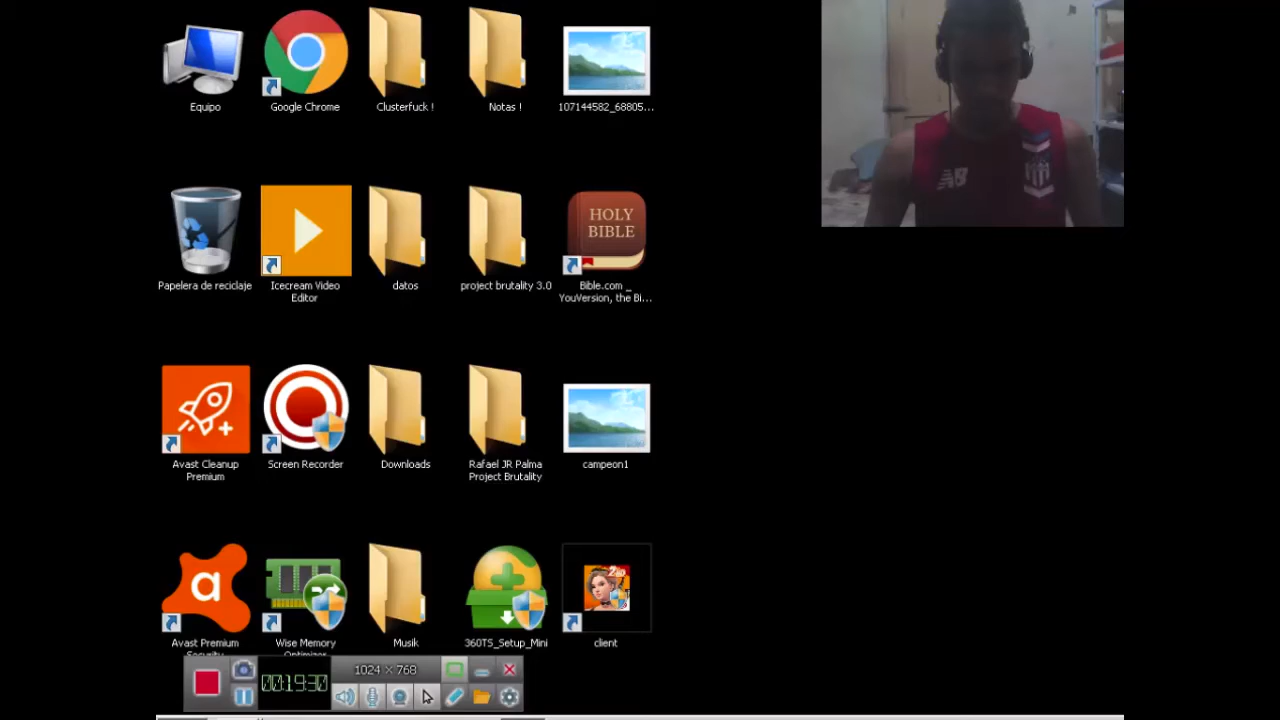 Equipo
Google Chrome
Clusterfuck !
Notas !
107144582_68805...
Papelera de reciclaje
Icecream Video
Editor
datos
project brutality 3.0
HOLY
BIBLE
Bible.com _
YouVersion, the Bi...
Avast Cleanup
Premium
Screen Recorder
Downloads
Rafael JR Palma
Project Brutality
campeon1
Avast Premium
Security
Wise Memory
Optimizer
Musik
360TS_Setup_Mini
client
1024 × 768
00:19:30